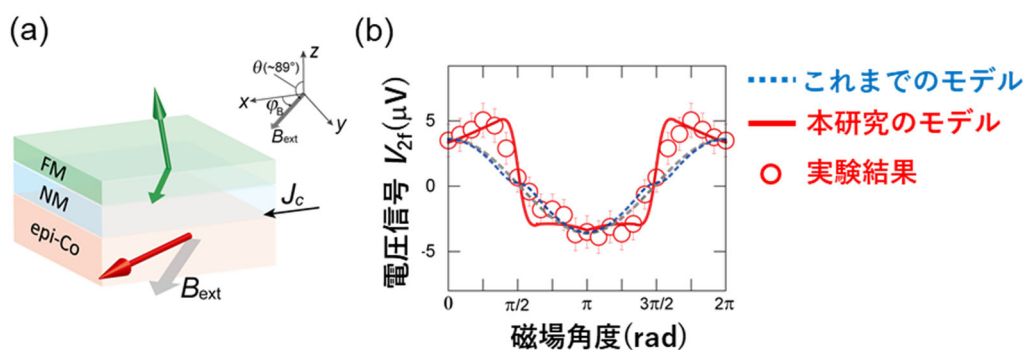 (a)
z
θ(~89°)
x
φB
Bext
y
FM
NM
epi-Co
Jc
Bext
(b)
電圧信号 V2f(μV)
5
0
-5
0
π/2
π
3π/2
2π
磁場角度(rad)
これまでのモデル
本研究のモデル
実験結果